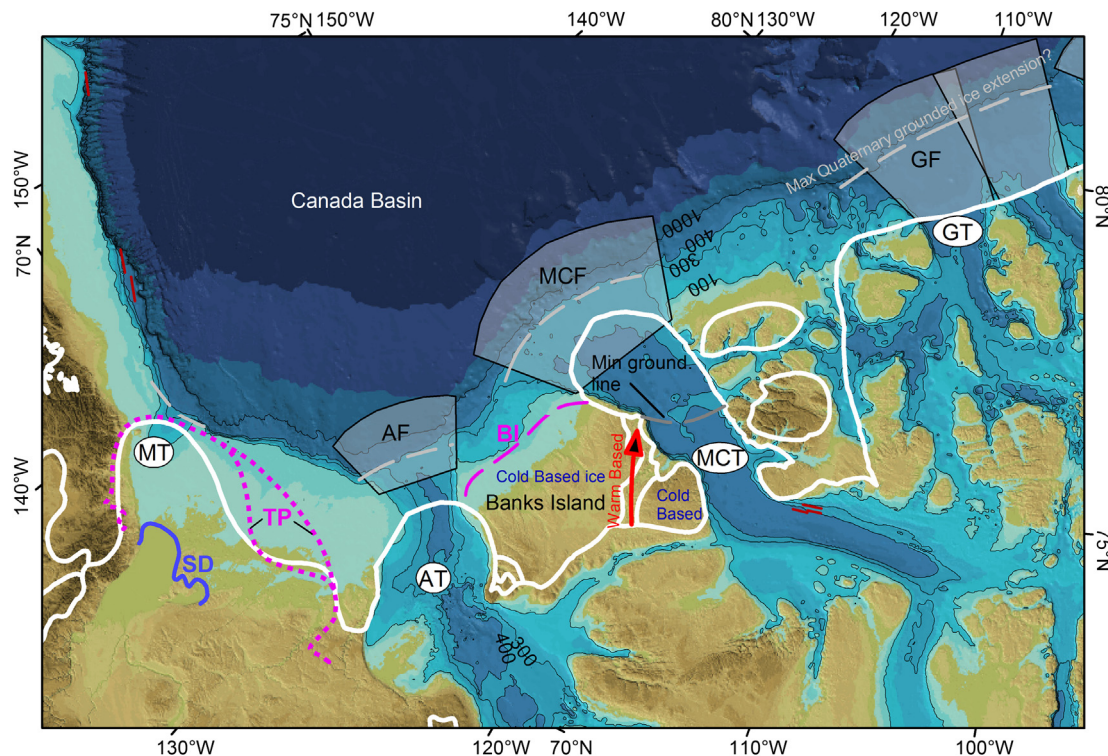 75°N 150°W
140°W
80°N 130°W
120°W
110°W
150°W
70°N
140°W
80°N
75°N
Max Quaternary grounded ice extension?
GF
GT
Canada Basin
MCF
1000
400
300
100
Min ground.
line
AF
BI
MT
MCT
Cold Based ice
Banks Island
Warm Based
Cold
Based
TP
SD
AT
300
400
130°W
120°W
70°N
110°W
100°W